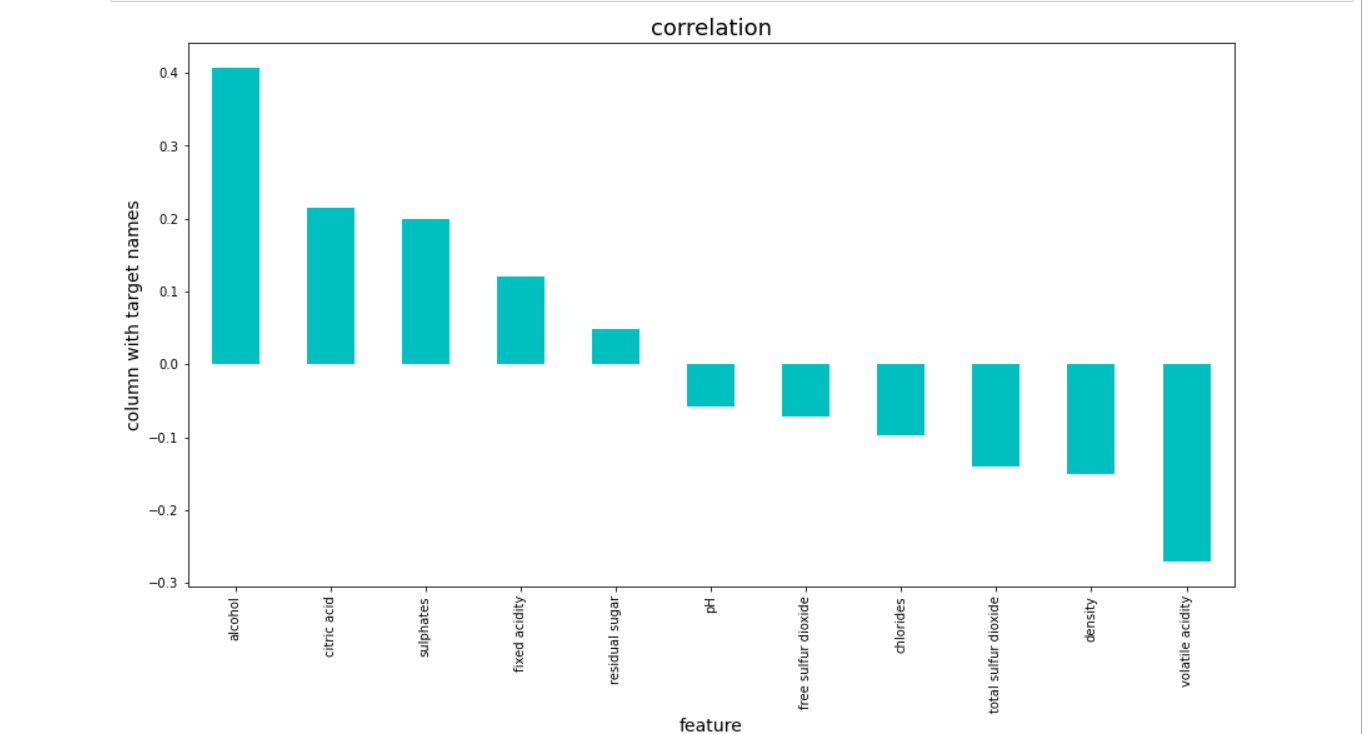 correlation
column with target names
0.4
0.3
0.2
0.1
0.0
−0.1
−0.2
−0.3
alcohol
citric acid
sulphates
fixed acidity
residual sugar
pH
free sulfur dioxide
chlorides
total sulfur dioxide
density
volatile acidity
feature